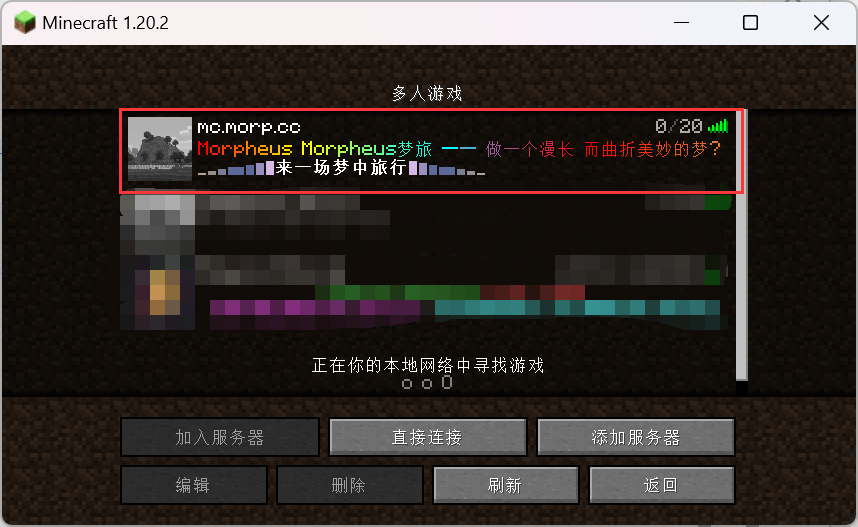 Minecraft 1.20.2
多人游戏
mc.morp.cc 0/20
Morpheus Morpheus梦旅 一一 做一个漫长 而曲折美妙的梦?
来一场梦中旅行
正在你的本地网络中寻找游戏
o o O
加入服务器 直接连接 添加服务器
编辑 删除 刷新 返回